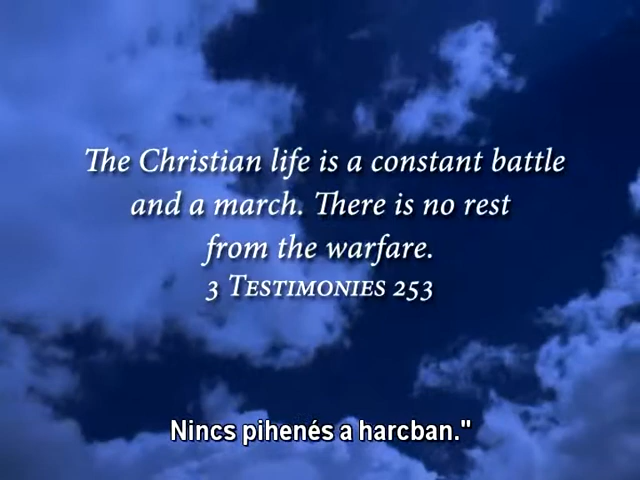 The Christian life is a constant battle
and a march. There is no rest
from the warfare.
3 TESTIMONIES 253
Nincs pihenés a harcban."